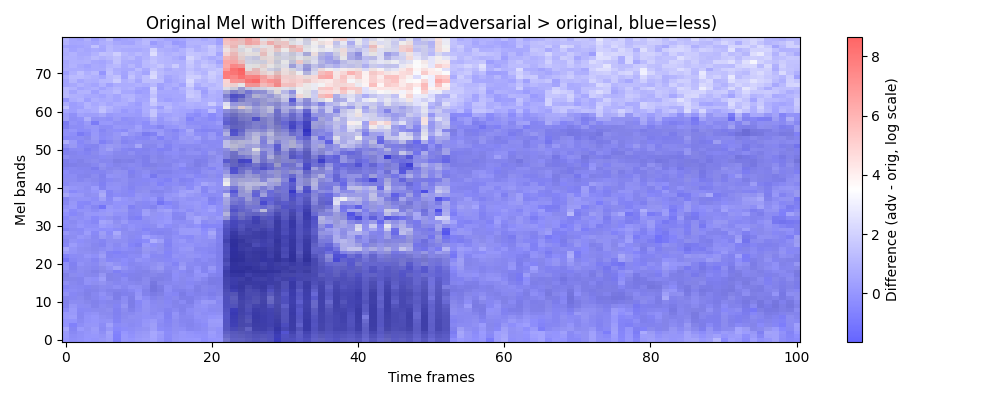 Original Mel with Differences (red=adversarial > original, blue=less)
Mel bands
70
60
50
40
30
20
10
0
0 20 40 60 80 100
Time frames
8
6
4
2
0
Difference (adv - orig, log scale)